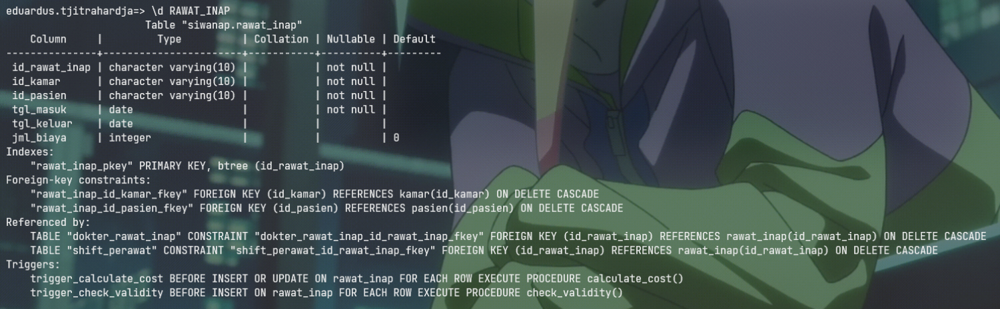 eduardus.tjitrahardja=> \d RAWAT_INAP
                       Table "siwanap.rawat_inap"
    Column     |         Type          | Collation | Nullable | Default
---------------+-----------------------+-----------+----------+---------
 id_rawat_inap | character varying(10) |           | not null |
 id_kamar      | character varying(10) |           | not null |
 id_pasien     | character varying(10) |           | not null |
 tgl_masuk     | date                  |           | not null |
 tgl_keluar    | date                  |           |          |
 jml_biaya     | integer               |           |          | 0
Indexes:
    "rawat_inap_pkey" PRIMARY KEY, btree (id_rawat_inap)
Foreign-key constraints:
    "rawat_inap_id_kamar_fkey" FOREIGN KEY (id_kamar) REFERENCES kamar(id_kamar) ON DELETE CASCADE
    "rawat_inap_id_pasien_fkey" FOREIGN KEY (id_pasien) REFERENCES pasien(id_pasien) ON DELETE CASCADE
Referenced by:
    TABLE "dokter_rawat_inap" CONSTRAINT "dokter_rawat_inap_id_rawat_inap_fkey" FOREIGN KEY (id_rawat_inap) REFERENCES rawat_inap(id_rawat_inap) ON DELETE CASCADE
    TABLE "shift_perawat" CONSTRAINT "shift_perawat_id_rawat_inap_fkey" FOREIGN KEY (id_rawat_inap) REFERENCES rawat_inap(id_rawat_inap) ON DELETE CASCADE
Triggers:
    trigger_calculate_cost BEFORE INSERT OR UPDATE ON rawat_inap FOR EACH ROW EXECUTE PROCEDURE calculate_cost()
    trigger_check_validity BEFORE INSERT ON rawat_inap FOR EACH ROW EXECUTE PROCEDURE check_validity()